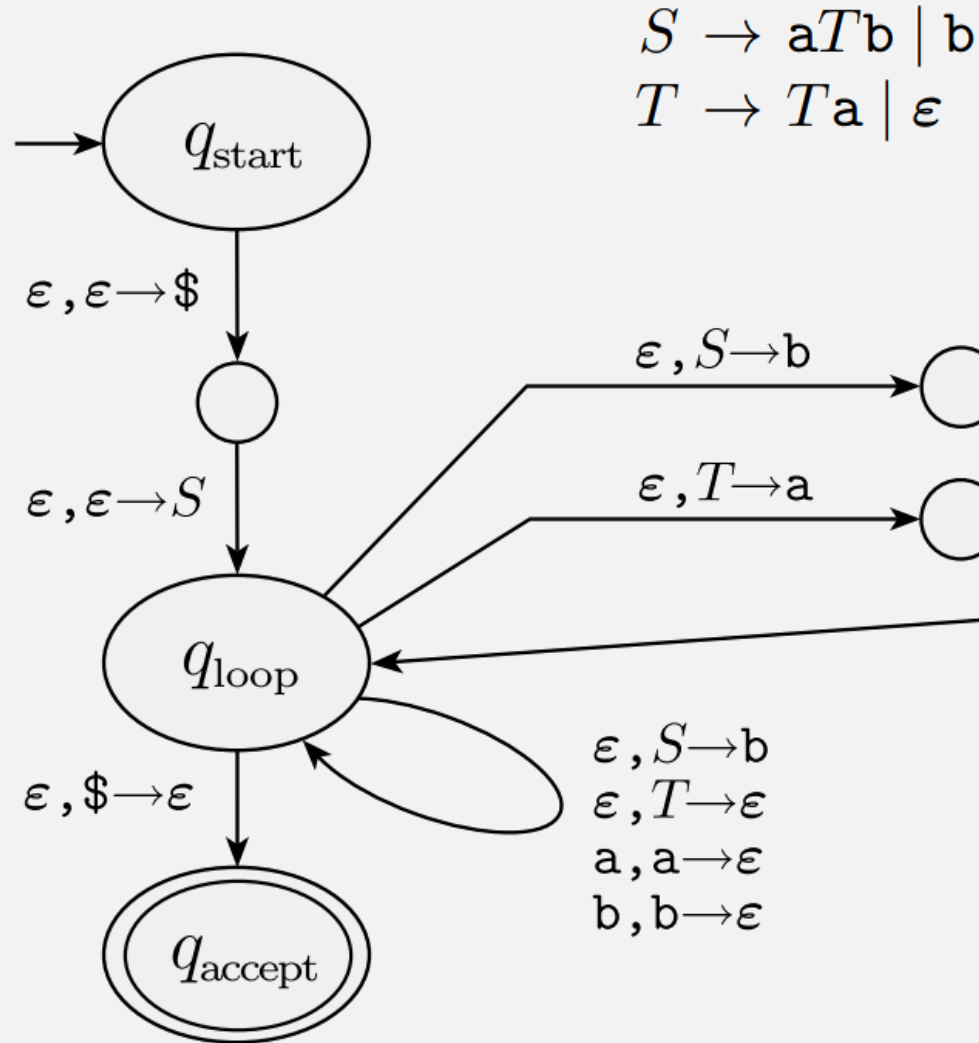 S → aTb | b
T → Ta | ε
q_start
ε,ε→$
ε,S→b
ε,T→a
ε,ε→S
q_loop
ε,S→b
ε,T→ε
a,a→ε
b,b→ε
ε,$→ε
q_accept